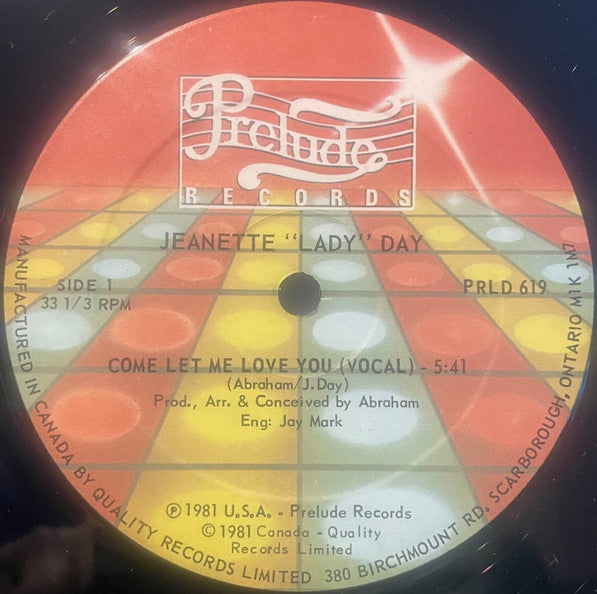 Prelude
RECORDS
JEANETTE "LADY" DAY
SIDE 1
33 1/3 RPM
PRLD 619
COME LET ME LOVE YOU (VOCAL) - 5:41
(Abraham/J.Day)
Prod., Arr. & Conceived by Abraham
Eng: Jay Mark
℗ 1981 U.S.A. - Prelude Records
© 1981 Canada - Quality
Records Limited
MANUFACTURED IN CANADA BY QUALITY RECORDS LIMITED 380 BIRCHMOUNT RD. SCARBOROUGH, ONTARIO M1K 1M7